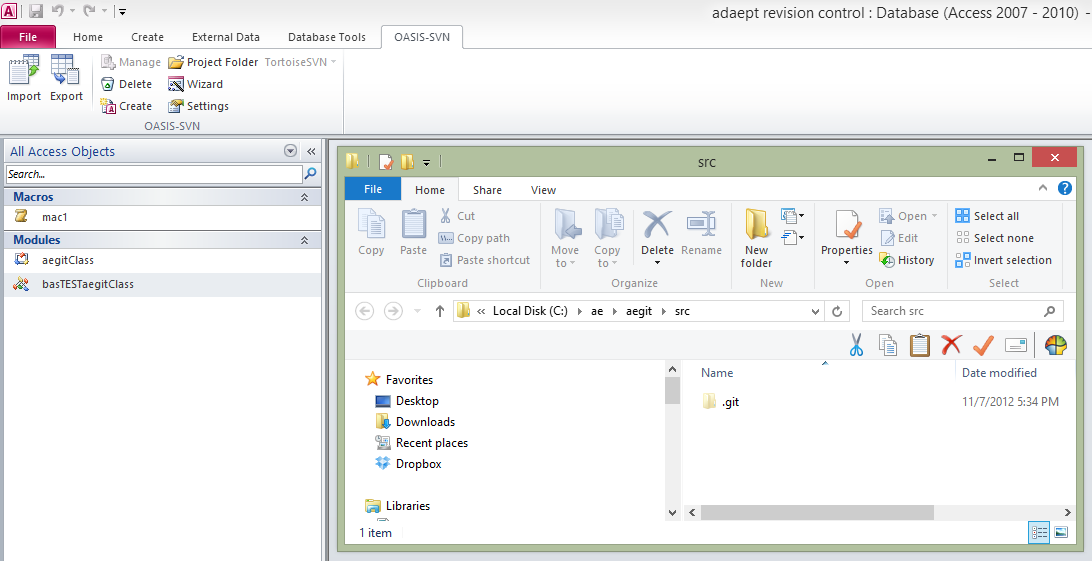 adaept revision control : Database (Access 2007 - 2010) -
File Home Create External Data Database Tools OASIS-SVN
Import Export
Manage Project Folder TortoiseSVN
Delete Wizard
Create Settings
OASIS-SVN
All Access Objects
Search...
Macros
mac1
Modules
aegitClass
basTESTaegitClass
src
File Home Share View
Copy Paste
Cut
Copy path
Paste shortcut
Clipboard
Move to Copy to Delete Rename
Organize
New folder
New
Properties
Open
Edit
History
Open
Select all
Select none
Invert selection
Select
« Local Disk (C:) ae aegit src
Search src
Favorites
Desktop
Downloads
Recent places
Dropbox
Libraries
Name Date modified
.git 11/7/2012 5:34 PM
1 item